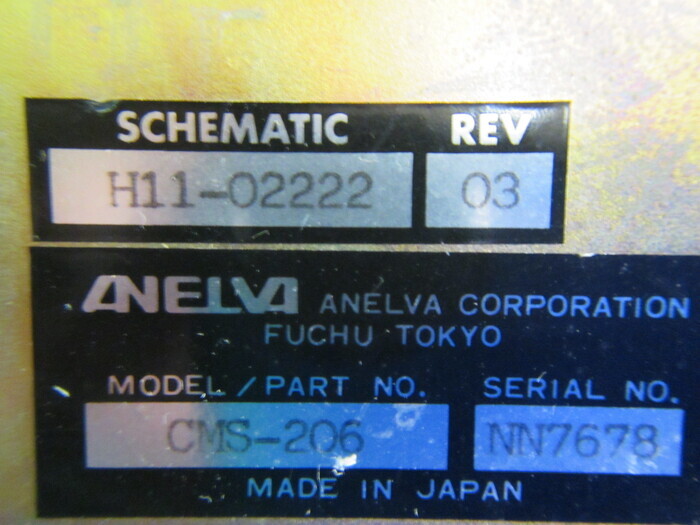 SCHEMATIC REV
H11-02222 03
ANELVA ANELVA CORPORATION
FUCHU TOKYO
MODEL/PART NO. SERIAL NO.
CMS-206 NN7678
MADE IN JAPAN